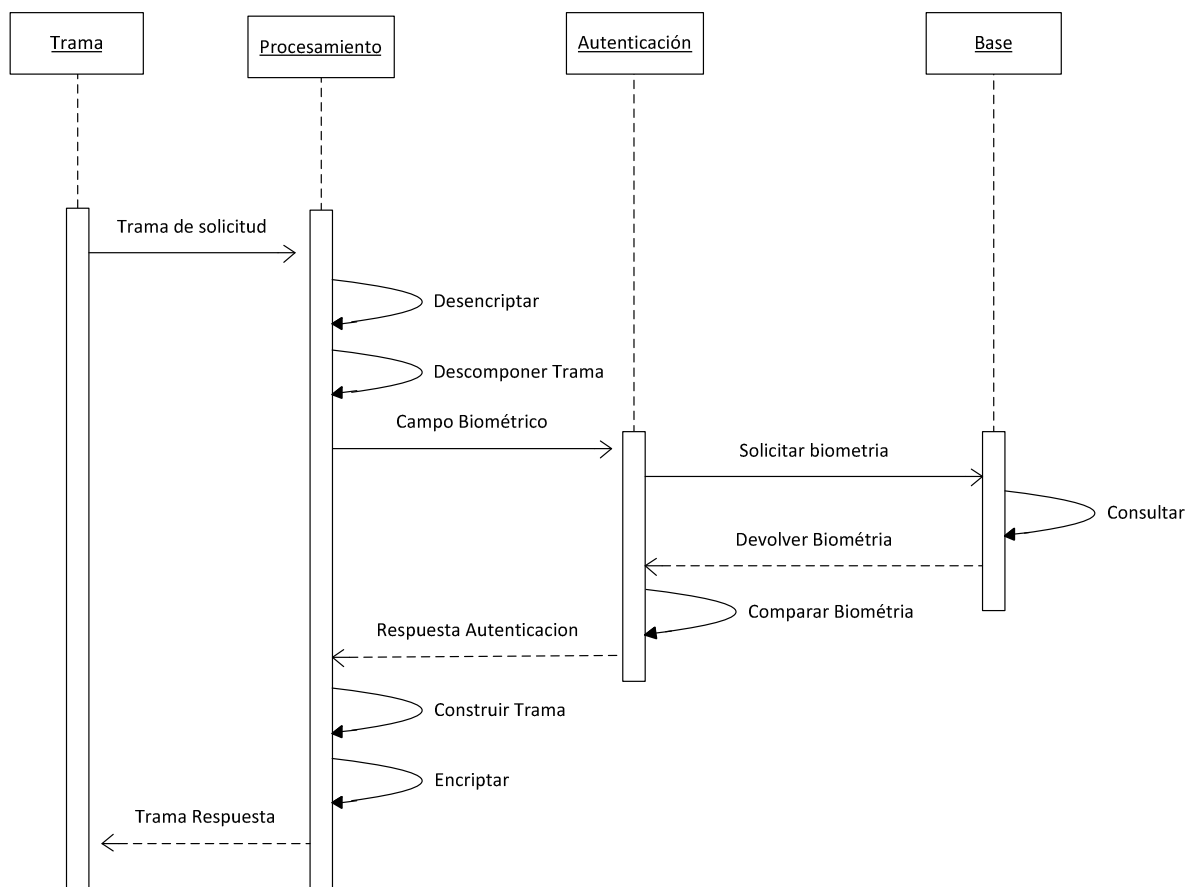 Trama
Procesamiento
Autenticación
Base
Trama de solicitud
Desencriptar
Descomponer Trama
Campo Biométrico
Solicitar biometria
Consultar
Devolver Biométria
Comparar Biométria
Respuesta Autenticacion
Construir Trama
Encriptar
Trama Respuesta